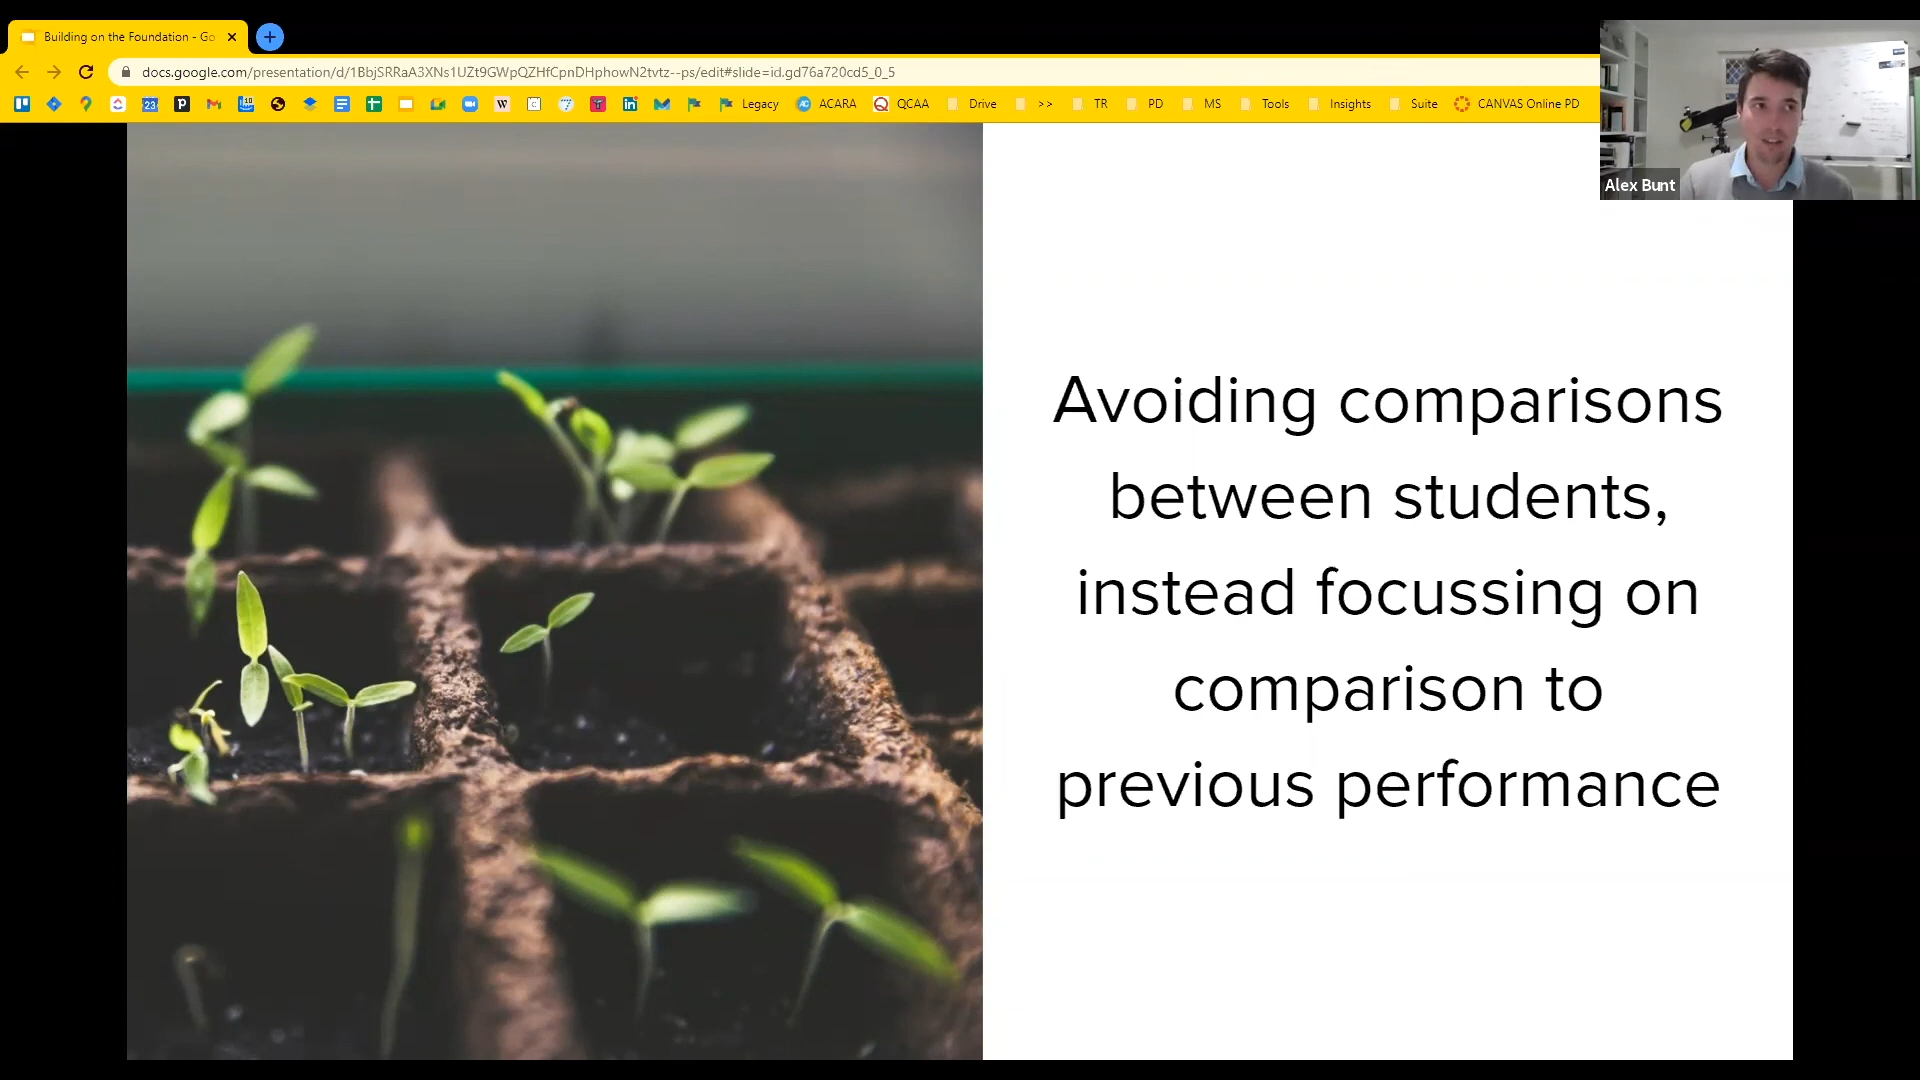 Building on the Foundation - Go
docs.google.com/presentation/d/1BbjSRRaA3XNs1UZt9GWpQZHfCpnDHphowN2tvtz--ps/edit#slide=id.gd76a720cd5_0_5
Legacy ACARA QCAA Drive >> TR PD MS Tools Insights Suite CANVAS Online PD
Alex Bunt
Avoiding comparisons
between students,
instead focussing on
comparison to
previous performance